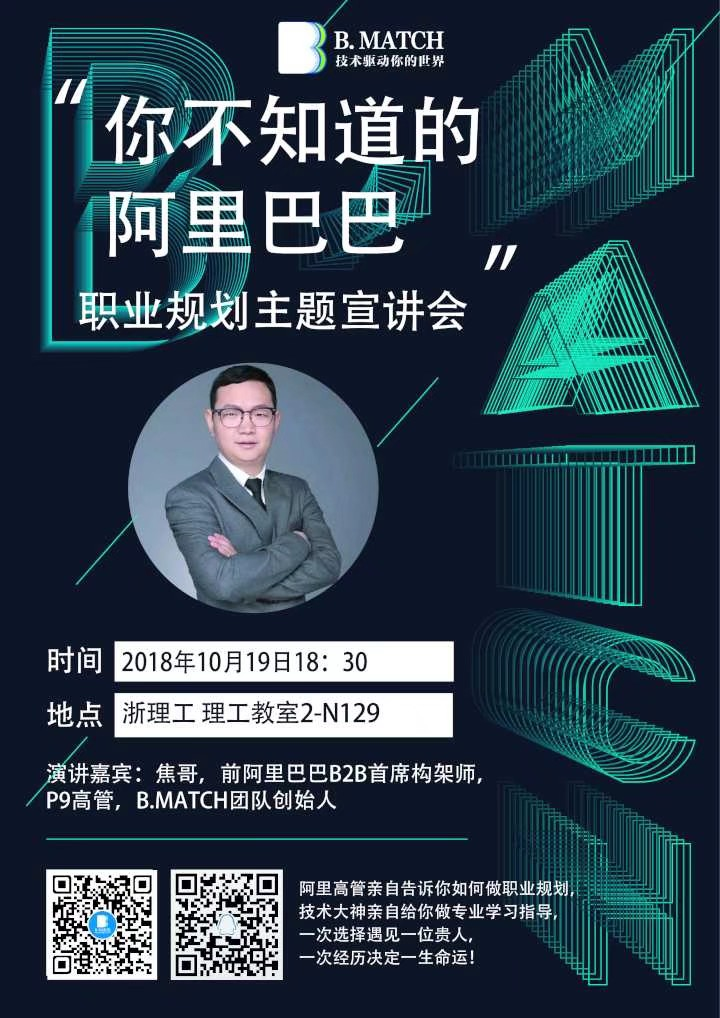 B. MATCH
技术驱动你的世界
“你不知道的
阿里巴巴”
职业规划主题宣讲会
时间 2018年10月19日18：30
地点 浙理工 理工教室2-N129
演讲嘉宾：焦哥，前阿里巴巴B2B首席构架师，
P9高管，B.MATCH团队创始人
阿里高管亲自告诉你如何做职业规划，
技术大神亲自给你做专业学习指导，
一次选择遇见一位贵人，
一次经历决定一生命运！
B-MATCH